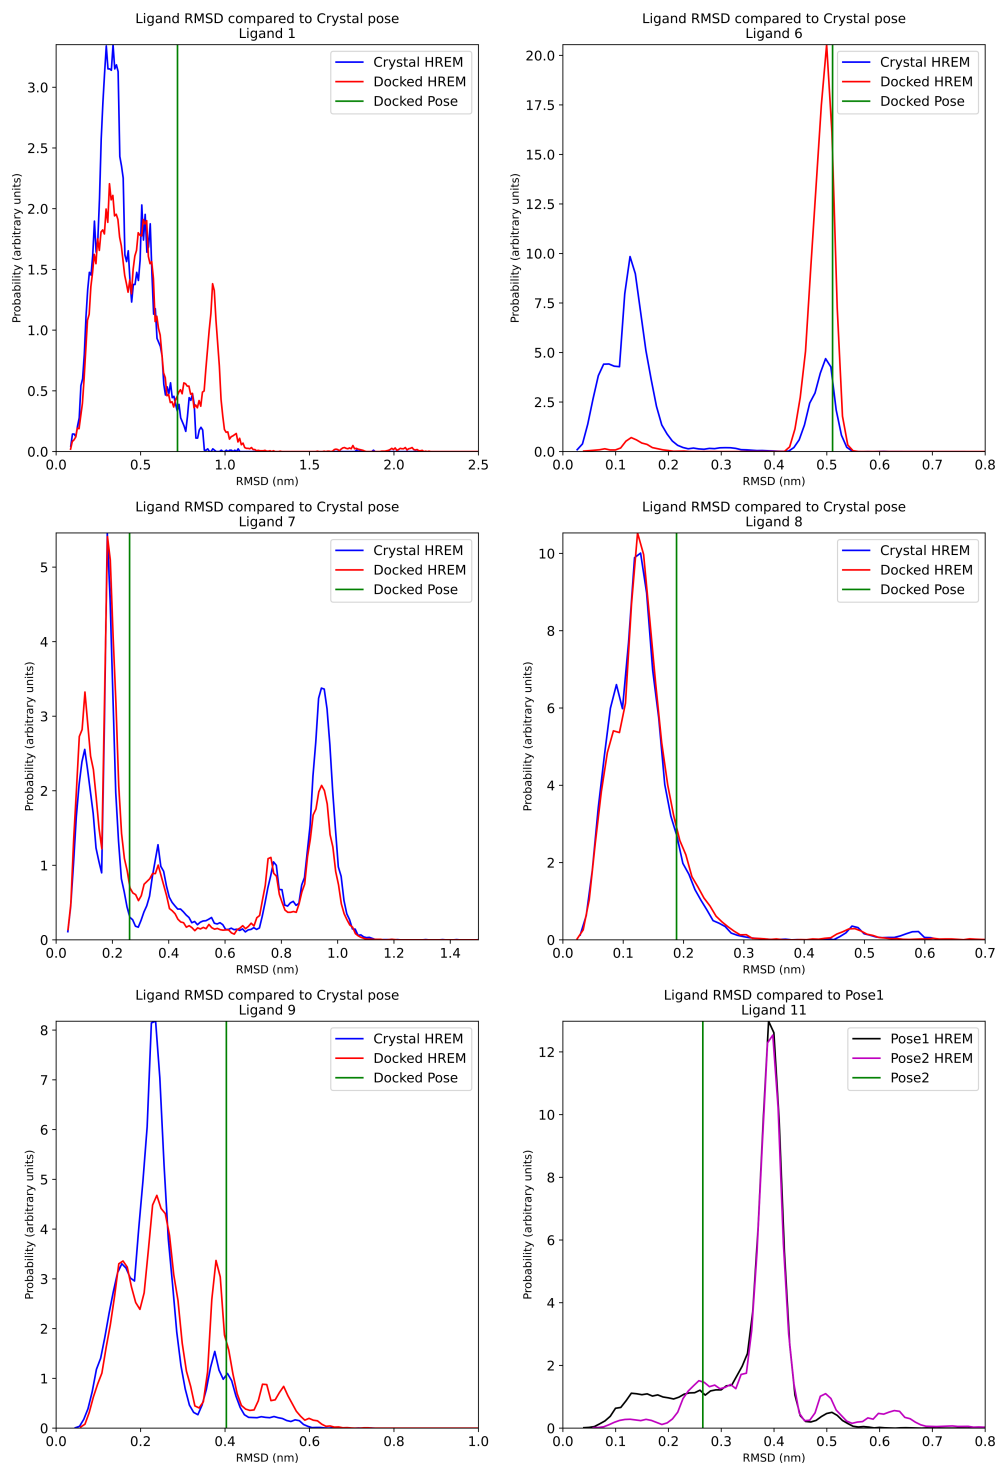 Ligand RMSD compared to Crystal pose
Ligand 1
Probability (arbitrary units)
3.0
2.5
2.0
1.5
1.0
0.5
0.0
0.0 0.5 1.0 1.5 2.0 2.5
RMSD (nm)
Crystal HREM
Docked HREM
Docked Pose
Ligand RMSD compared to Crystal pose
Ligand 6
Probability (arbitrary units)
20.0
17.5
15.0
12.5
10.0
7.5
5.0
2.5
0.0
0.0 0.1 0.2 0.3 0.4 0.5 0.6 0.7 0.8
RMSD (nm)
Crystal HREM
Docked HREM
Docked Pose
Ligand RMSD compared to Crystal pose
Ligand 7
Probability (arbitrary units)
5
4
3
2
1
0
0.0 0.2 0.4 0.6 0.8 1.0 1.2 1.4
RMSD (nm)
Crystal HREM
Docked HREM
Docked Pose
Ligand RMSD compared to Crystal pose
Ligand 8
Probability (arbitrary units)
10
8
6
4
2
0
0.0 0.1 0.2 0.3 0.4 0.5 0.6 0.7
RMSD (nm)
Crystal HREM
Docked HREM
Docked Pose
Ligand RMSD compared to Crystal pose
Ligand 9
Probability (arbitrary units)
8
7
6
5
4
3
2
1
0
0.0 0.2 0.4 0.6 0.8 1.0
RMSD (nm)
Crystal HREM
Docked HREM
Docked Pose
Ligand RMSD compared to Pose1
Ligand 11
Probability (arbitrary units)
12
10
8
6
4
2
0
0.0 0.1 0.2 0.3 0.4 0.5 0.6 0.7 0.8
RMSD (nm)
Pose1 HREM
Pose2 HREM
Pose2